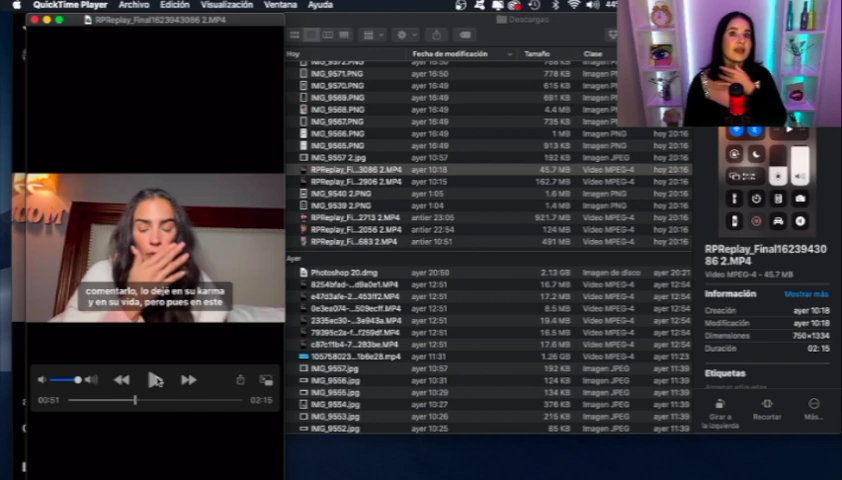 QuickTime Player Archivo Edición Visualización Ventana Ayuda
RPReplay_Final1623943086 2.MP4
Descargas
Hoy Fecha de modificación Tamaño Clase
IMG_9572.PNG
IMG_9571.PNG ayer 16:50 778 KB Imagen PNG
IMG_9570.PNG ayer 16:49 615 KB Imagen PNG
IMG_9569.PNG ayer 16:49 691 KB Imagen PNG
IMG_9568.PNG ayer 16:49 4.4 MB Imagen PNG
IMG_9567.PNG ayer 16:49 735 KB Imagen PNG
IMG_9566.PNG ayer 16:49 1 MB Imagen PNG hoy 20:16
IMG_9565.PNG ayer 16:49 913 KB Imagen PNG hoy 20:16
IMG_9557 2.jpg ayer 10:57 192 KB Imagen JPEG hoy 20:16
RPReplay_Fi...3086 2.MP4 ayer 10:18 45.7 MB Vídeo MPEG-4 hoy 20:16
RPReplay_Fi...2906 2.MP4 ayer 10:15 162.7 MB Vídeo MPEG-4 hoy 20:16
IMG_9540 2.PNG ayer 1:05 1.6 MB Imagen PNG hoy 20:16
IMG_9539 2.PNG ayer 1:04 1.4 MB Imagen PNG hoy 20:16
RPReplay_Fi...2713 2.MP4 antier 23:05 921.7 MB Vídeo MPEG-4 hoy 20:16
RPReplay_Fi...2056 2.MP4 antier 22:54 124 MB Vídeo MPEG-4 hoy 20:16
RPReplay_Fi...683 2.MP4 antier 10:51 491 MB Vídeo MPEG-4 hoy 20:16
Ayer
Photoshop 20.dmg ayer 20:50 2.13 GB Imagen de disco ayer 20:21
8254bfad-...d9a0e1.MP4 ayer 12:51 16.7 MB Vídeo MPEG-4 ayer 12:54
e47d3afe-2...ayer 12:51 17.2 MB Vídeo MPEG-4 ayer 12:54
ayer 12:51 8.5 MB Vídeo MPEG-4 ayer 12:54
ayer 12:51 19.4 MB Vídeo MPEG-4 ayer 12:54
ayer 12:51 16.5 MB Vídeo MPEG-4 ayer 12:54
ayer 12:51 17.6 MB Vídeo MPEG-4 ayer 12:54
ayer 11:31 1.26 GB Vídeo MPEG-4 ayer 11:23
IMG_9557.jpg ayer 10:57 192 KB Imagen JPEG ayer 11:39
IMG_9556.jpg ayer 10:31 124 KB Imagen JPEG ayer 11:39
IMG_9555.jpg ayer 10:29 134 KB Imagen JPEG ayer 11:39
IMG_9554.jpg ayer 10:27 376 KB Imagen JPEG ayer 11:39
IMG_9553.jpg ayer 10:26 215 KB Imagen JPEG ayer 11:39
IMG_9552.jpg ayer 10:25 65 KB Imagen JPEG ayer 11:39
COM
comentarlo, lo dejé en su karma
y en su vida, pero pues en este
00:51 02:15
RPReplay_Final16239430
86 2.MP4
Vídeo MPEG-4 - 45.7 MB
Información Mostrar más
Creación ayer 10:18
Modificación ayer 10:18
Dimensiones 750×1334
Duración 02:15
Etiquetas
Girar a
la izquierda
Recortar
Más...